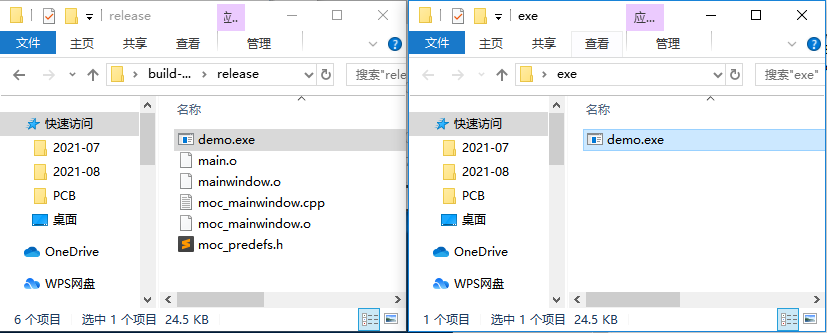 release
应...
文件
主页
共享
查看
管理
build-...
release
搜索"rele
名称
快速访问
2021-07
2021-08
PCB
桌面
OneDrive
WPS网盘
demo.exe
main.o
mainwindow.o
moc_mainwindow.cpp
moc_mainwindow.o
moc_predefs.h
6 个项目 选中 1 个项目 24.5 KB
exe
应...
文件
主页
共享
查看
管理
exe
搜索"exe"
名称
快速访问
2021-07
2021-08
PCB
桌面
OneDrive
WPS网盘
demo.exe
1 个项目 选中 1 个项目 24.5 KB